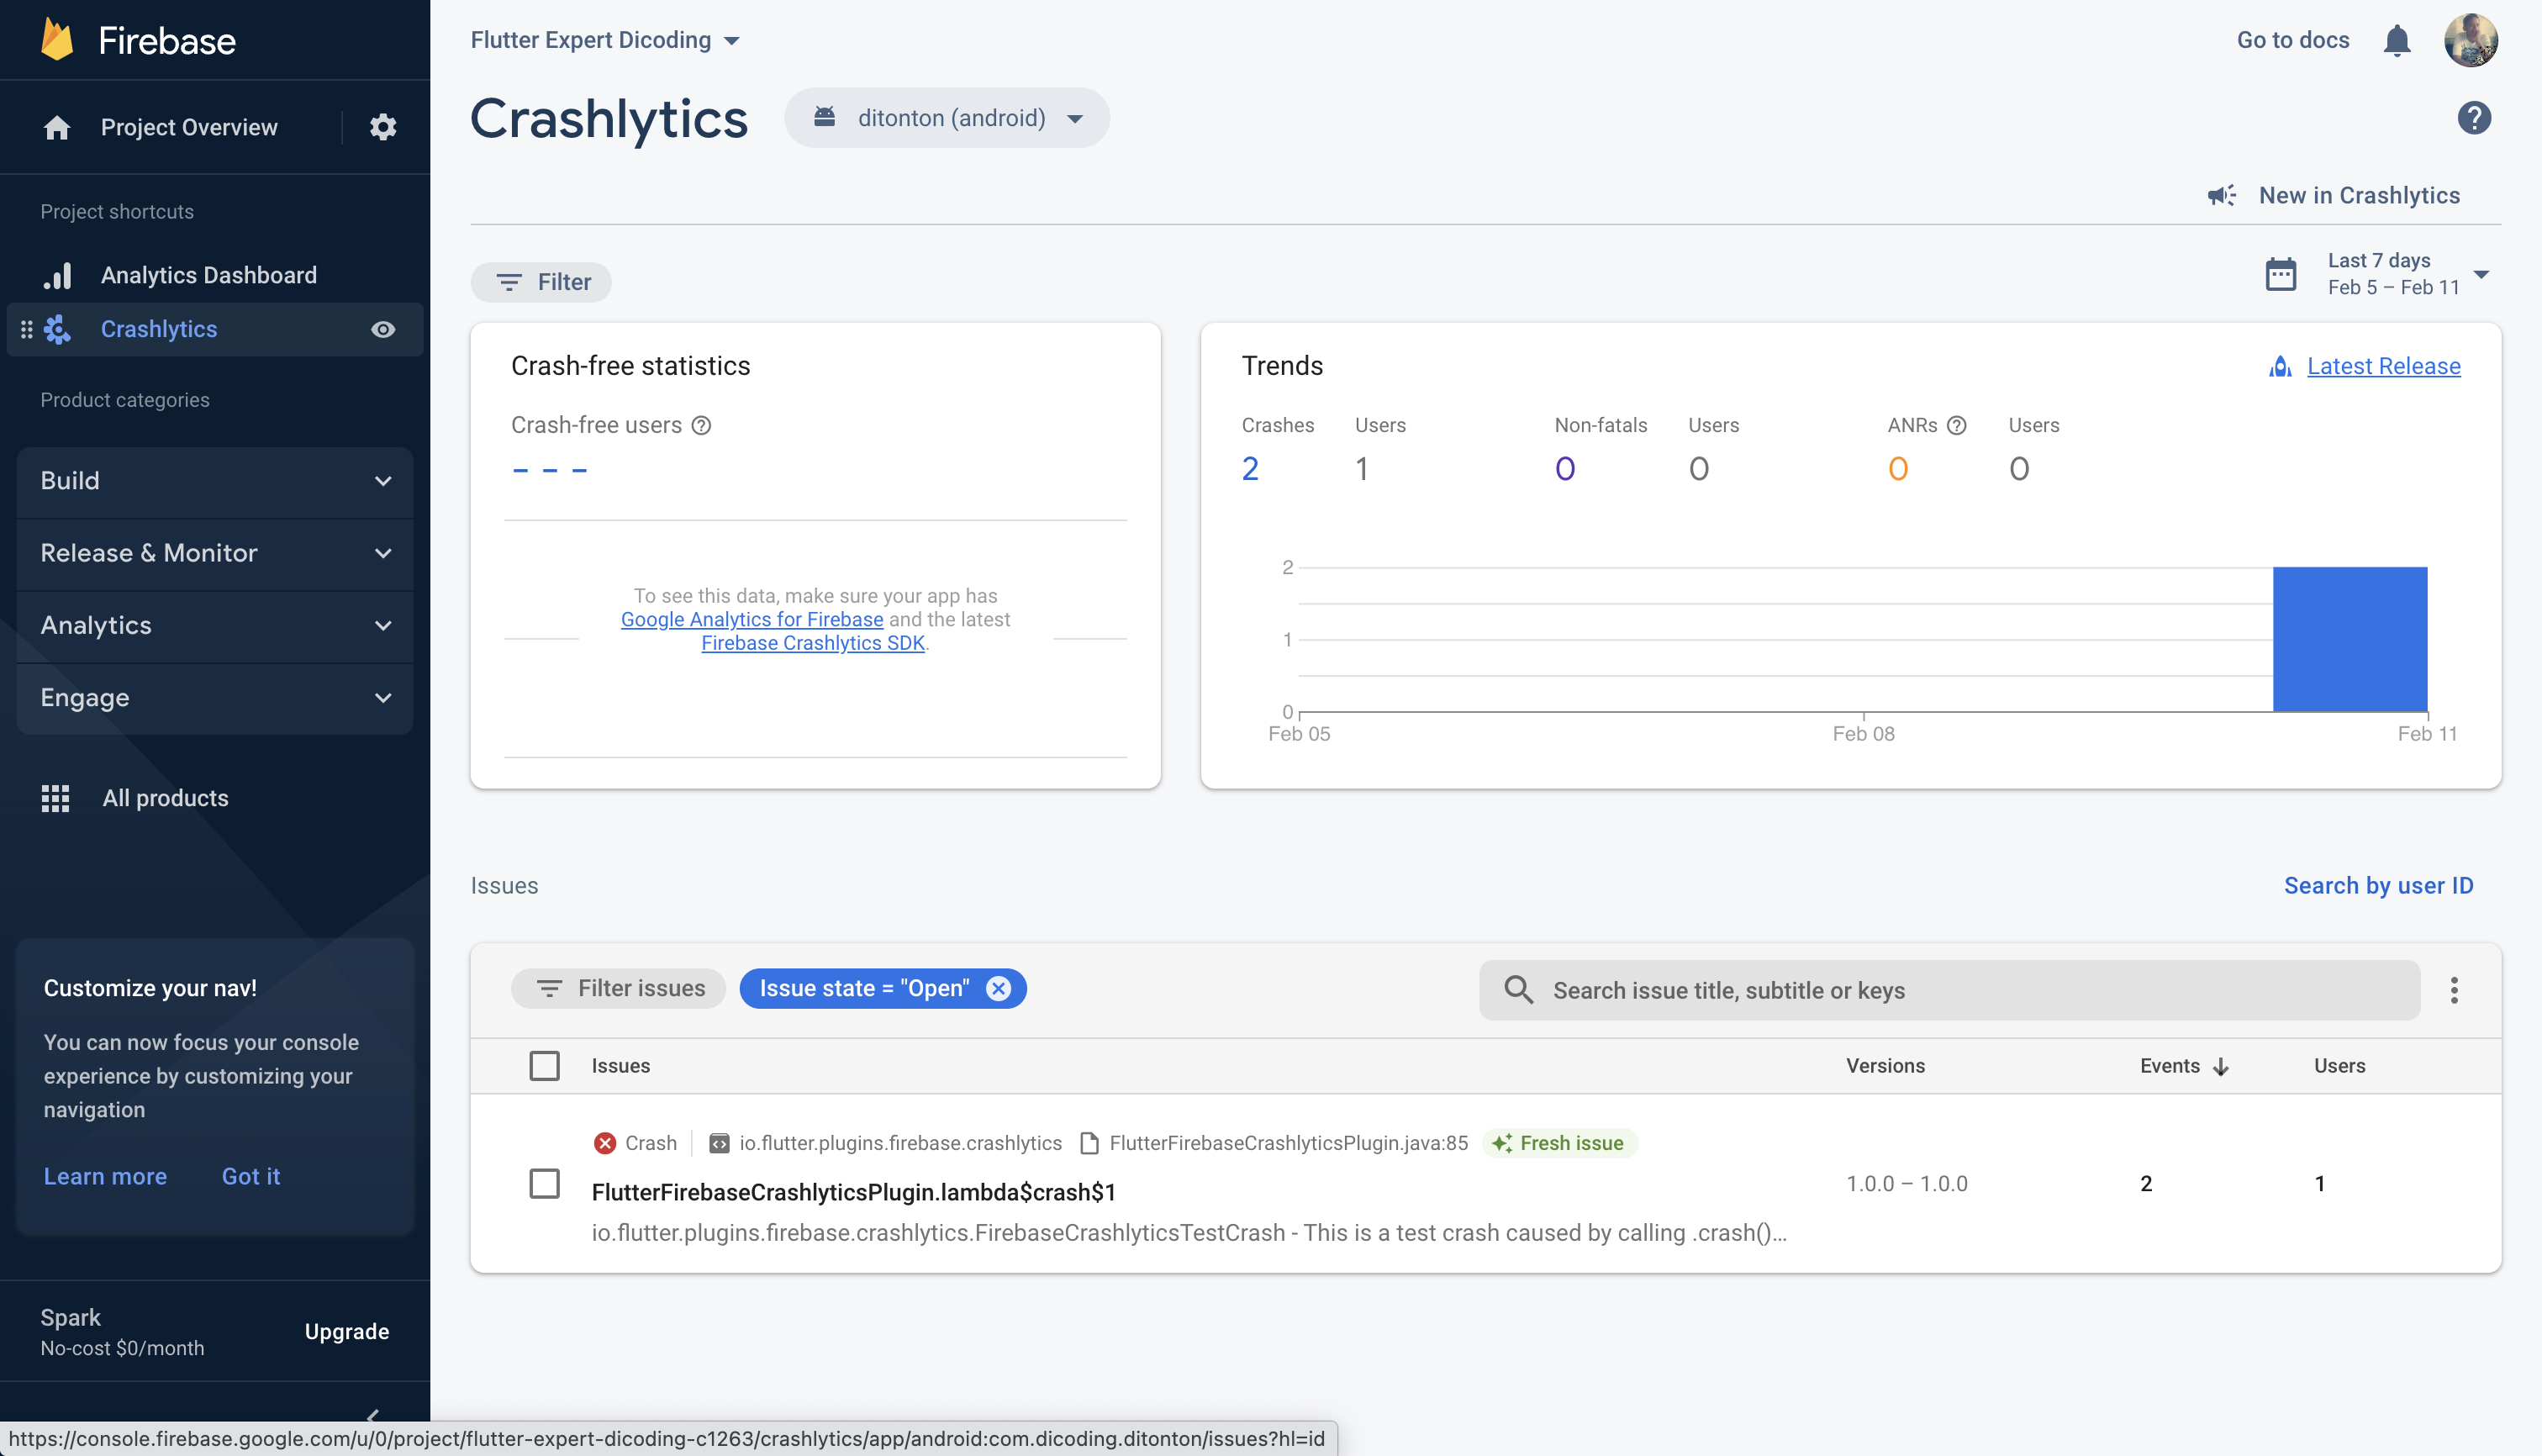 Firebase
Project Overview
Project shortcuts
Analytics Dashboard
Crashlytics
Product categories
Build
Release & Monitor
Analytics
Engage
All products
Customize your nav!
You can now focus your console
experience by customizing your
navigation
Learn more Got it
Spark
No-cost $0/month
Upgrade
Flutter Expert Dicoding
Go to docs
Crashlytics
ditonton (android)
New in Crashlytics
Filter
Last 7 days
Feb 5 – Feb 11
Crash-free statistics
Crash-free users
- - -
To see this data, make sure your app has
Google Analytics for Firebase and the latest
Firebase Crashlytics SDK.
Trends
Latest Release
Crashes Users Non-fatals Users ANRs Users
2 1 0 0 0 0
2
1
0
Feb 05 Feb 08 Feb 11
Issues
Search by user ID
Filter issues
Issue state = "Open"
Search issue title, subtitle or keys
Issues Versions Events Users
Crash io.flutter.plugins.firebase.crashlytics FlutterFirebaseCrashlyticsPlugin.java:85 Fresh issue
FlutterFirebaseCrashlyticsPlugin.lambda$crash$1
1.0.0 – 1.0.0 2 1
io.flutter.plugins.firebase.crashlytics.FirebaseCrashlyticsTestCrash - This is a test crash caused by calling .crash()...
https://console.firebase.google.com/u/0/project/flutter-expert-dicoding-c1263/crashlytics/app/android:com.dicoding.ditonton/issues?hl=id